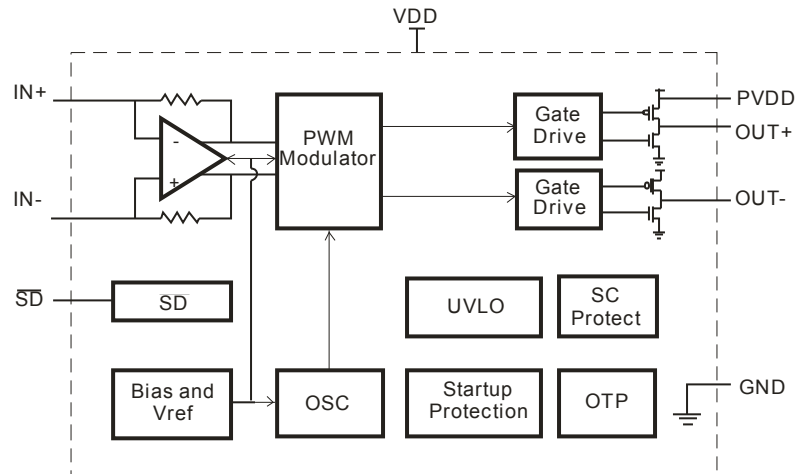 VDD
IN+
PVDD
OUT+
Gate
Drive
PWM
Modulator
-
+
IN-
Gate
Drive
OUT-
SD
SD
UVLO
SC
Protect
Bias and
Vref
OSC
Startup
Protection
OTP
GND